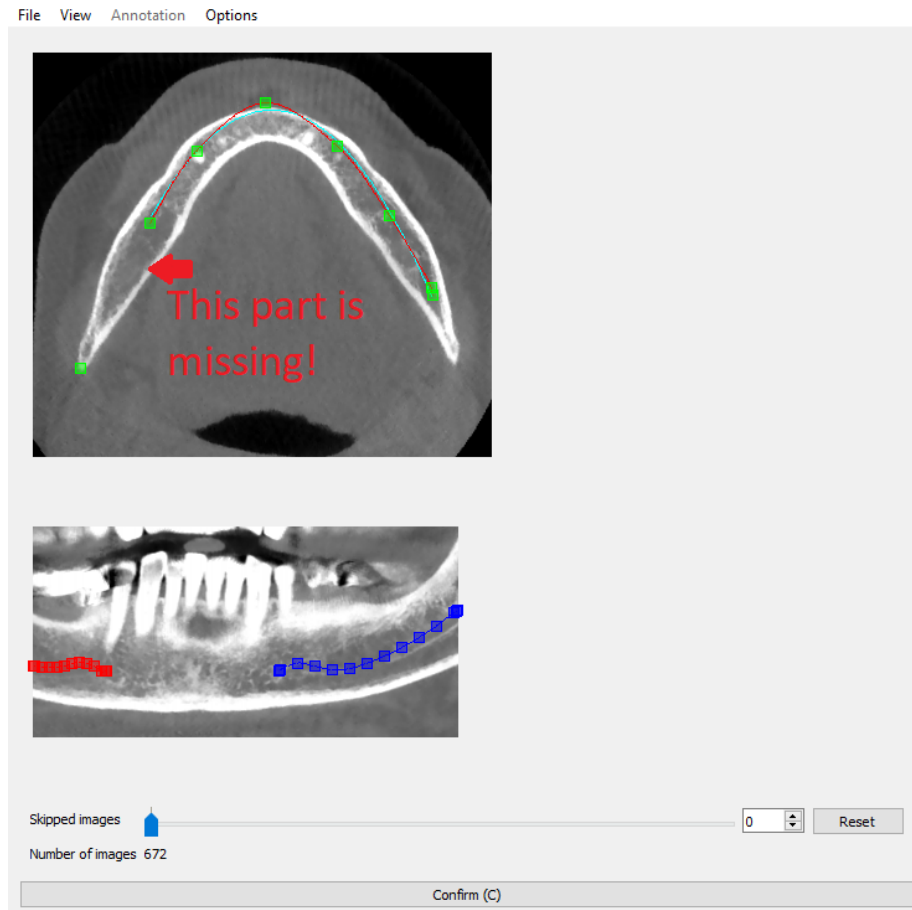 File View Annotation Options
This part is
missing!
Skipped images 0 Reset
Number of images 672
Confirm (C)